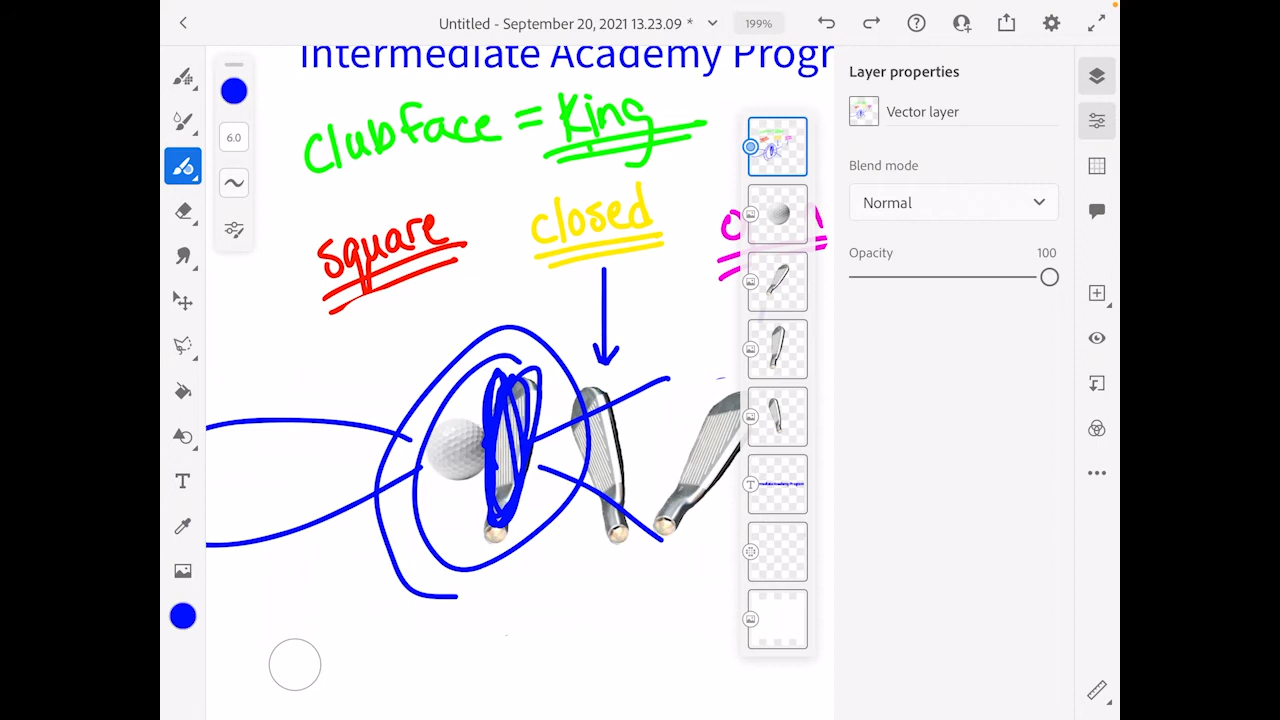 Untitled - September 20, 2021 13.23.09 *
199%
Intermediate Academy Progr
Layer properties
Vector layer
clubface = King
6.0
Blend mode
Normal
square
closed
Opacity
100
T
T